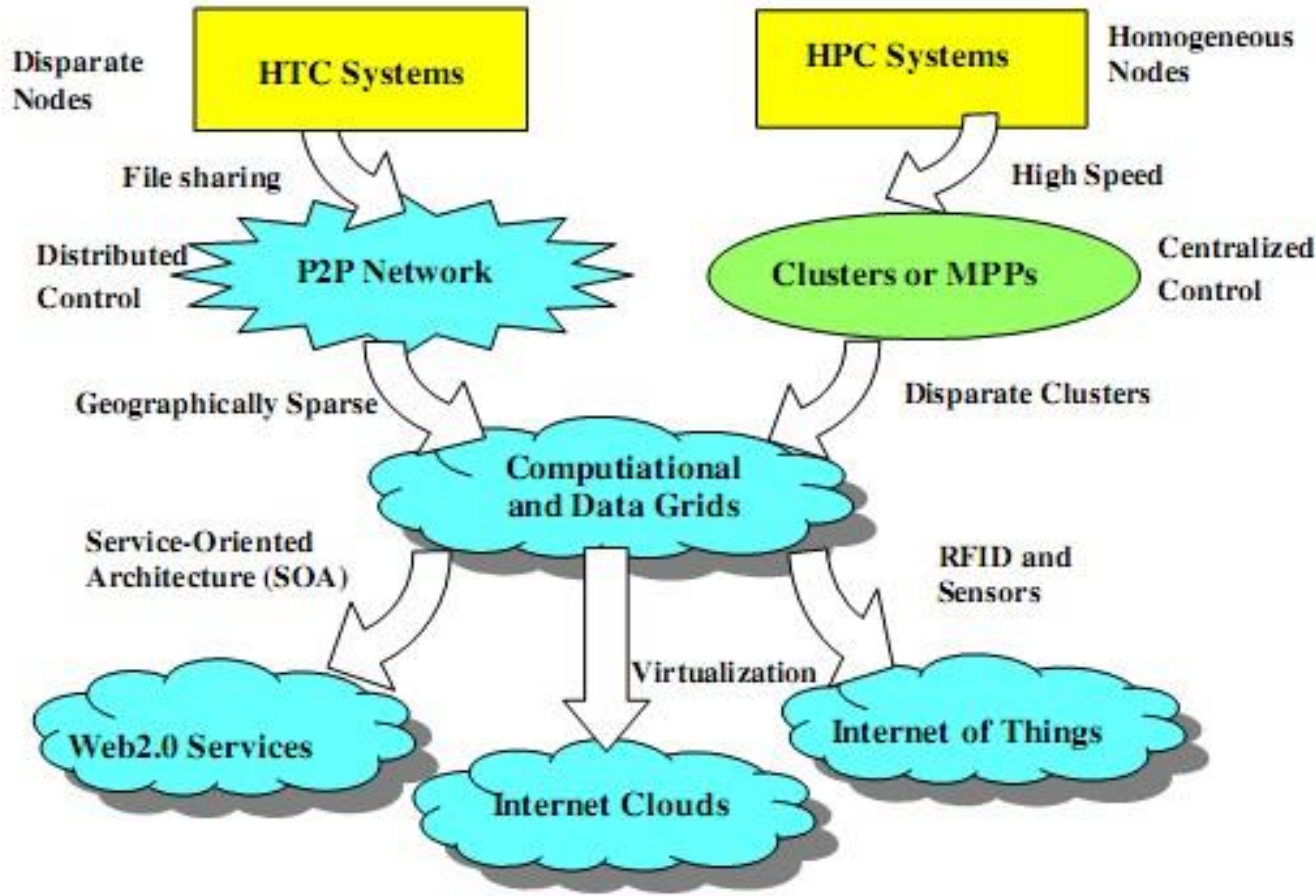 Disparate
Nodes
HTC Systems
HPC Systems
Homogeneous
Nodes
File sharing
High Speed
Distributed
Control
P2P Network
Clusters or MPPs
Centralized
Control
Geographically Sparse
Disparate Clusters
Computiational
and Data Grids
Service-Oriented
Architecture (SOA)
RFID and
Sensors
Virtualization
Web2.0 Services
Internet of Things
Internet Clouds